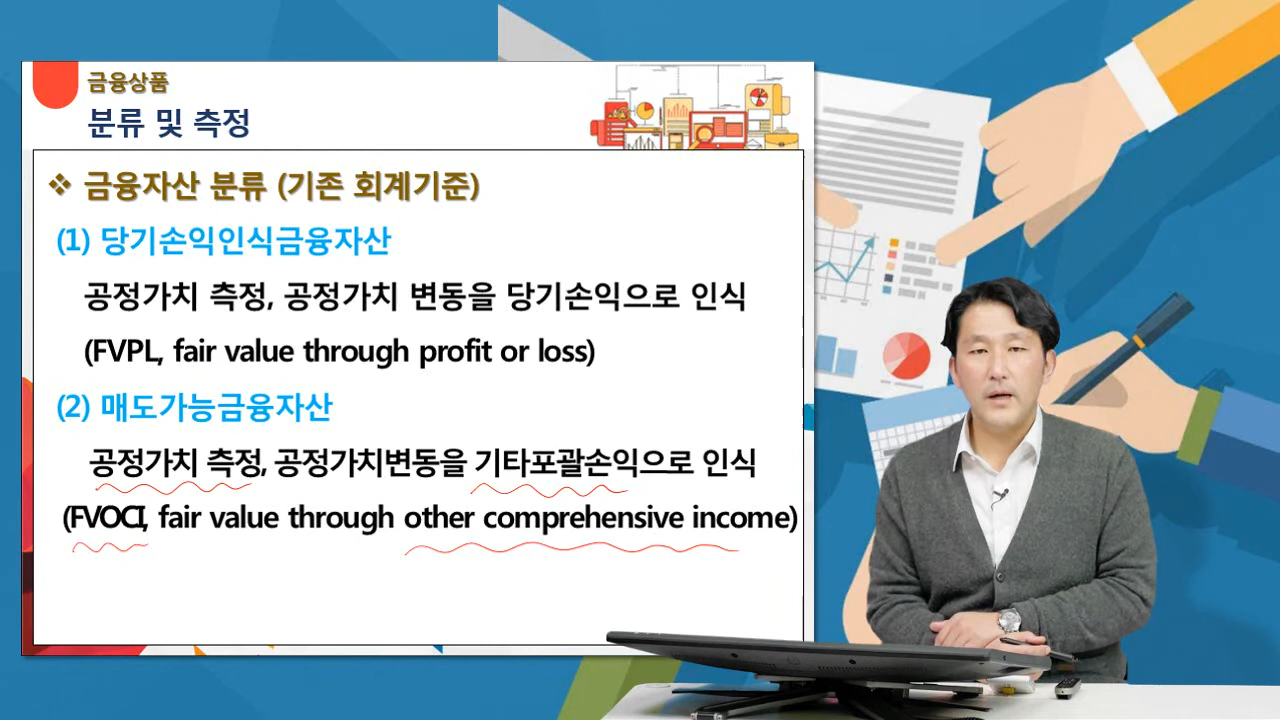 금융상품
분류 및 측정
❖ 금융자산 분류 (기존 회계기준)
(1) 당기손익인식금융자산
공정가치 측정, 공정가치 변동을 당기손익으로 인식
(FVPL, fair value through profit or loss)
(2) 매도가능금융자산
공정가치 측정, 공정가치변동을 기타포괄손익으로 인식
(FVOCI, fair value through other comprehensive income)